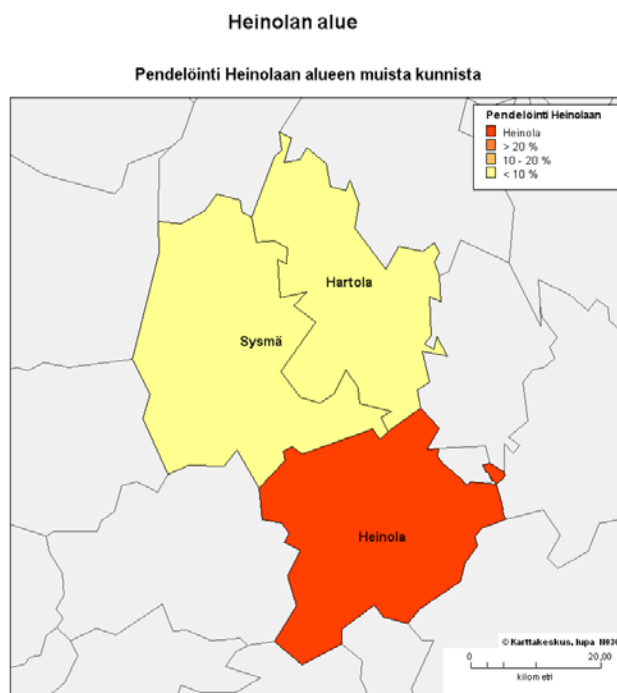 Heinolan alue
Pendelöinti Heinolaan alueen muista kunnista
Pendelöinti Heinolaan
Heinola
> 20 %
10 - 20 %
< 10 %
Hartola
Sysmä
Heinola
© Karttakeskus, lupa
0 20,00
kilometri